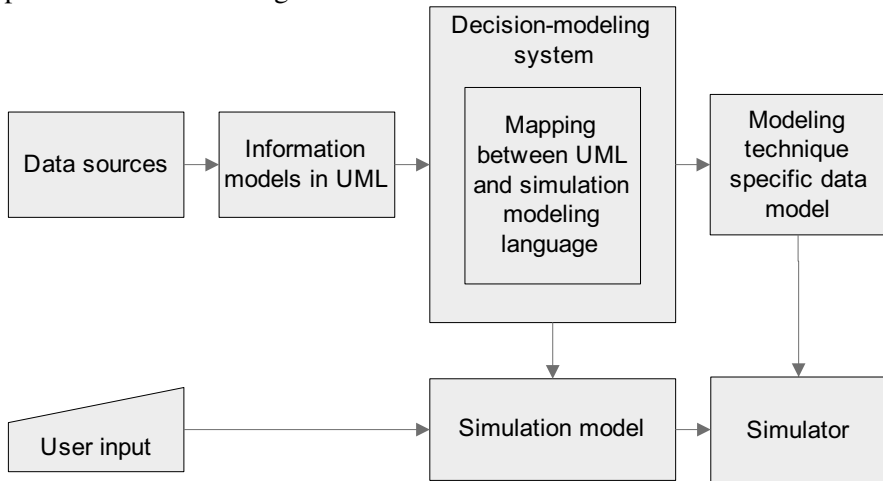 Decision-modeling
system
Data sources
Information
models in UML
Mapping
between UML
and simulation
modeling
language
Modeling
technique
specific data
model
User input
Simulation model
Simulator